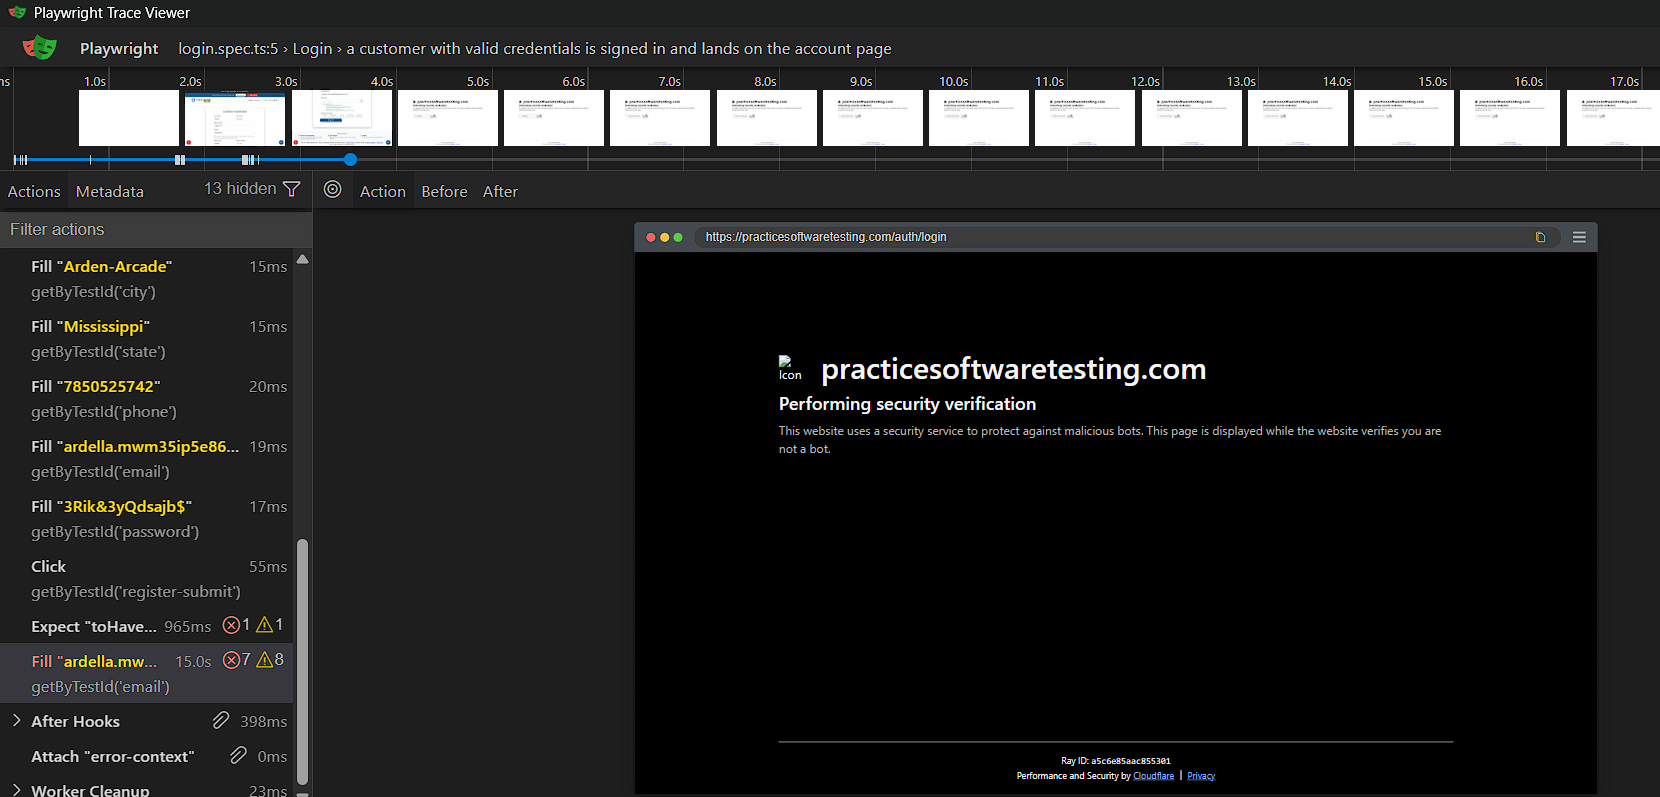 Playwright Trace Viewer
Playwright login.spec.ts:5 › Login › a customer with valid credentials is signed in and lands on the account page
1.0s 2.0s 3.0s 4.0s 5.0s 6.0s 7.0s 8.0s 9.0s 10.0s 11.0s 12.0s 13.0s 14.0s 15.0s 16.0s 17.0s
Actions Metadata 13 hidden Action Before After
Filter actions
https://practicesoftwaretesting.com/auth/login
Fill "Arden-Arcade" 15ms
getByTestId('city')
Fill "Mississippi" 15ms
getByTestId('state')
Fill "7850525742" 20ms
getByTestId('phone')
Fill "ardella.mwm35ip5e86... 19ms
getByTestId('email')
Fill "3Rik&3yQdsajb$" 17ms
getByTestId('password')
Click 55ms
getByTestId('register-submit')
Expect "toHave... 965ms 1 1
Fill "ardella.mw... 15.0s 7 8
getByTestId('email')
After Hooks 398ms
Attach "error-context" 0ms
Worker Cleanup 23ms
Icon practicesoftwaretesting.com
Performing security verification
This website uses a security service to protect against malicious bots. This page is displayed while the website verifies you are
not a bot.
Ray ID: a5c6e85aac855301
Performance and Security by Cloudflare | Privacy